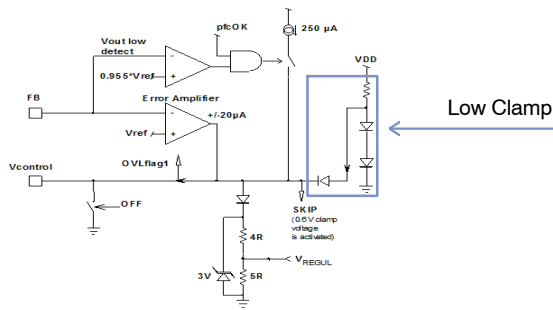 pfcOK
250 µA
Vout low
detect
VDD
0.955*Vref
Error Amplifier
Low Clamp
FB
+/-20µA
Vref
Vcontrol
OVLflag1
OFF
SKIP
(0.6V clamp
voltage
is activated)
4R
VREGUL
3V
5R